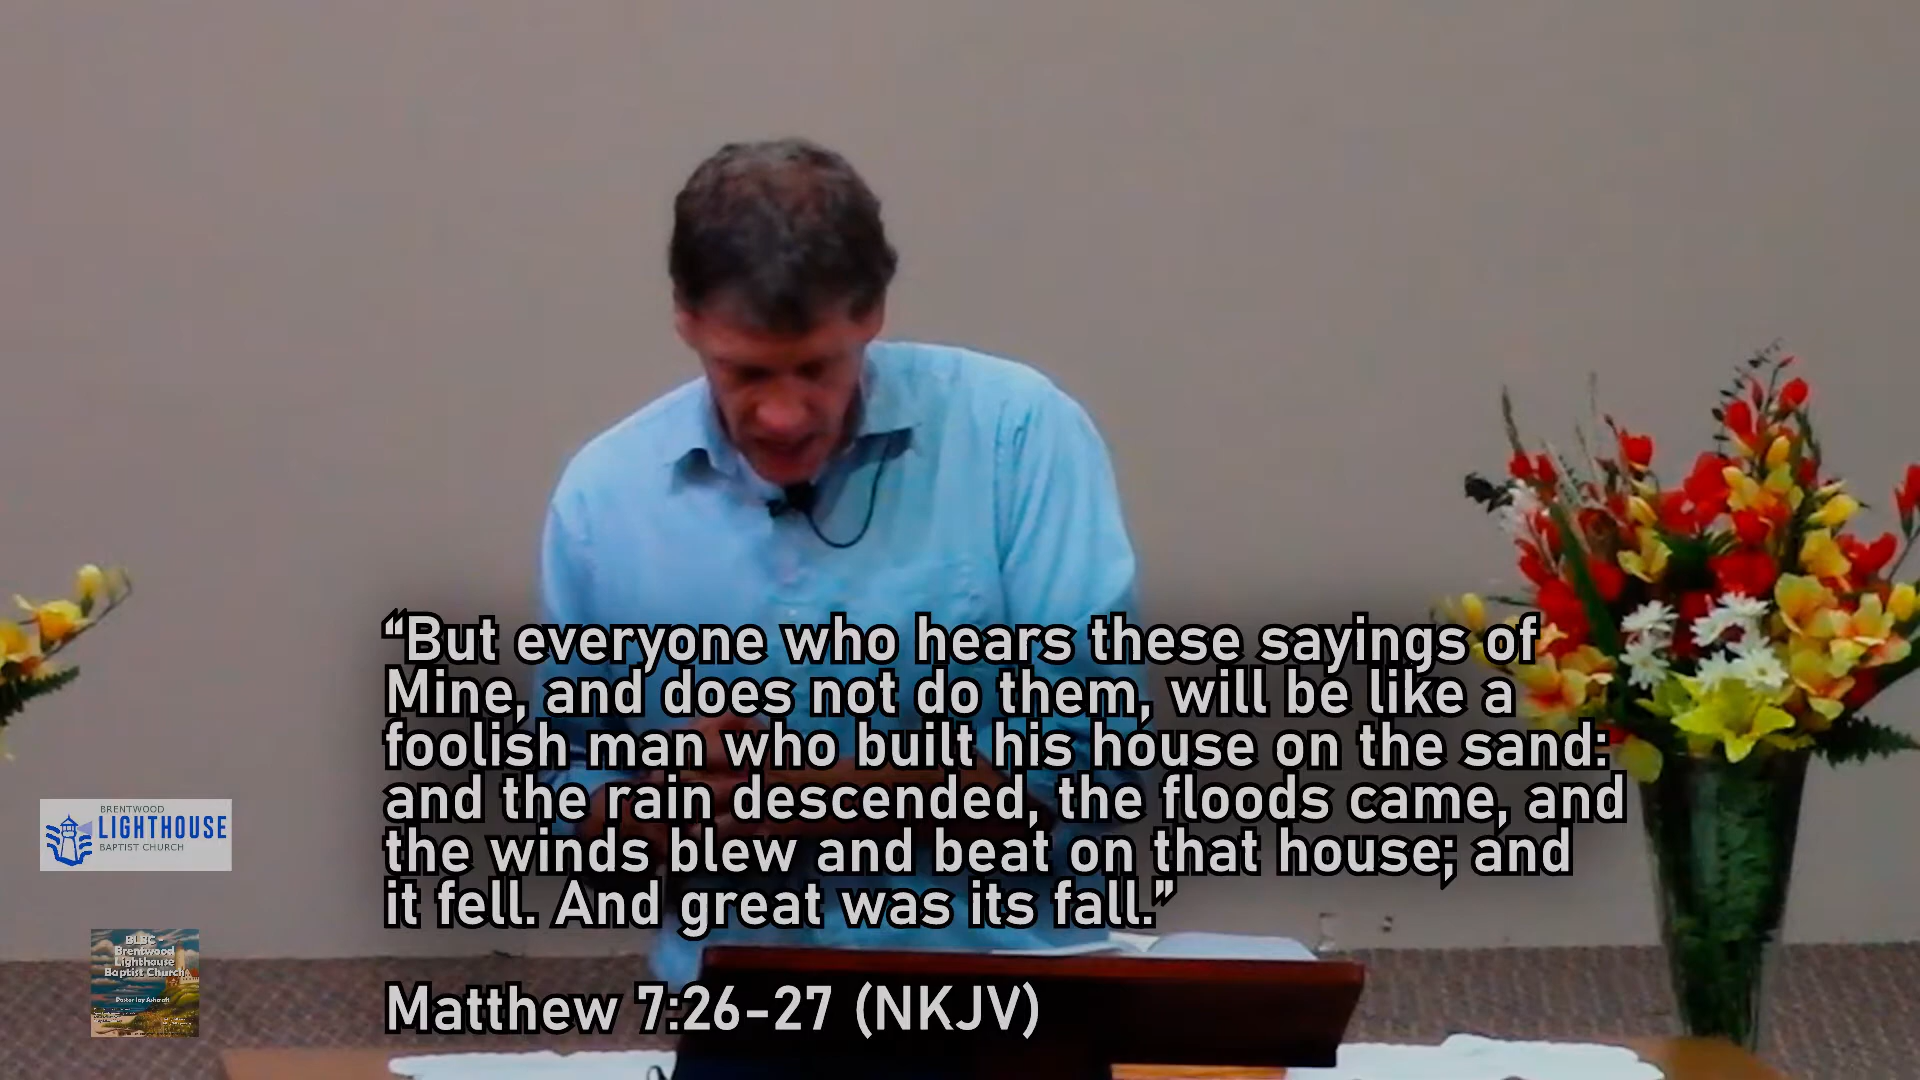 “But everyone who hears these sayings of
Mine, and does not do them, will be like a
foolish man who built his house on the sand:
and the rain descended, the floods came, and
the winds blew and beat on that house; and
it fell. And great was its fall.”
Matthew 7:26-27 (NKJV)
BRENTWOOD
LIGHTHOUSE
BAPTIST CHURCH
BLBC -
Brentwood
Lighthouse
Baptist Church
Pastor Jay Ashcraft